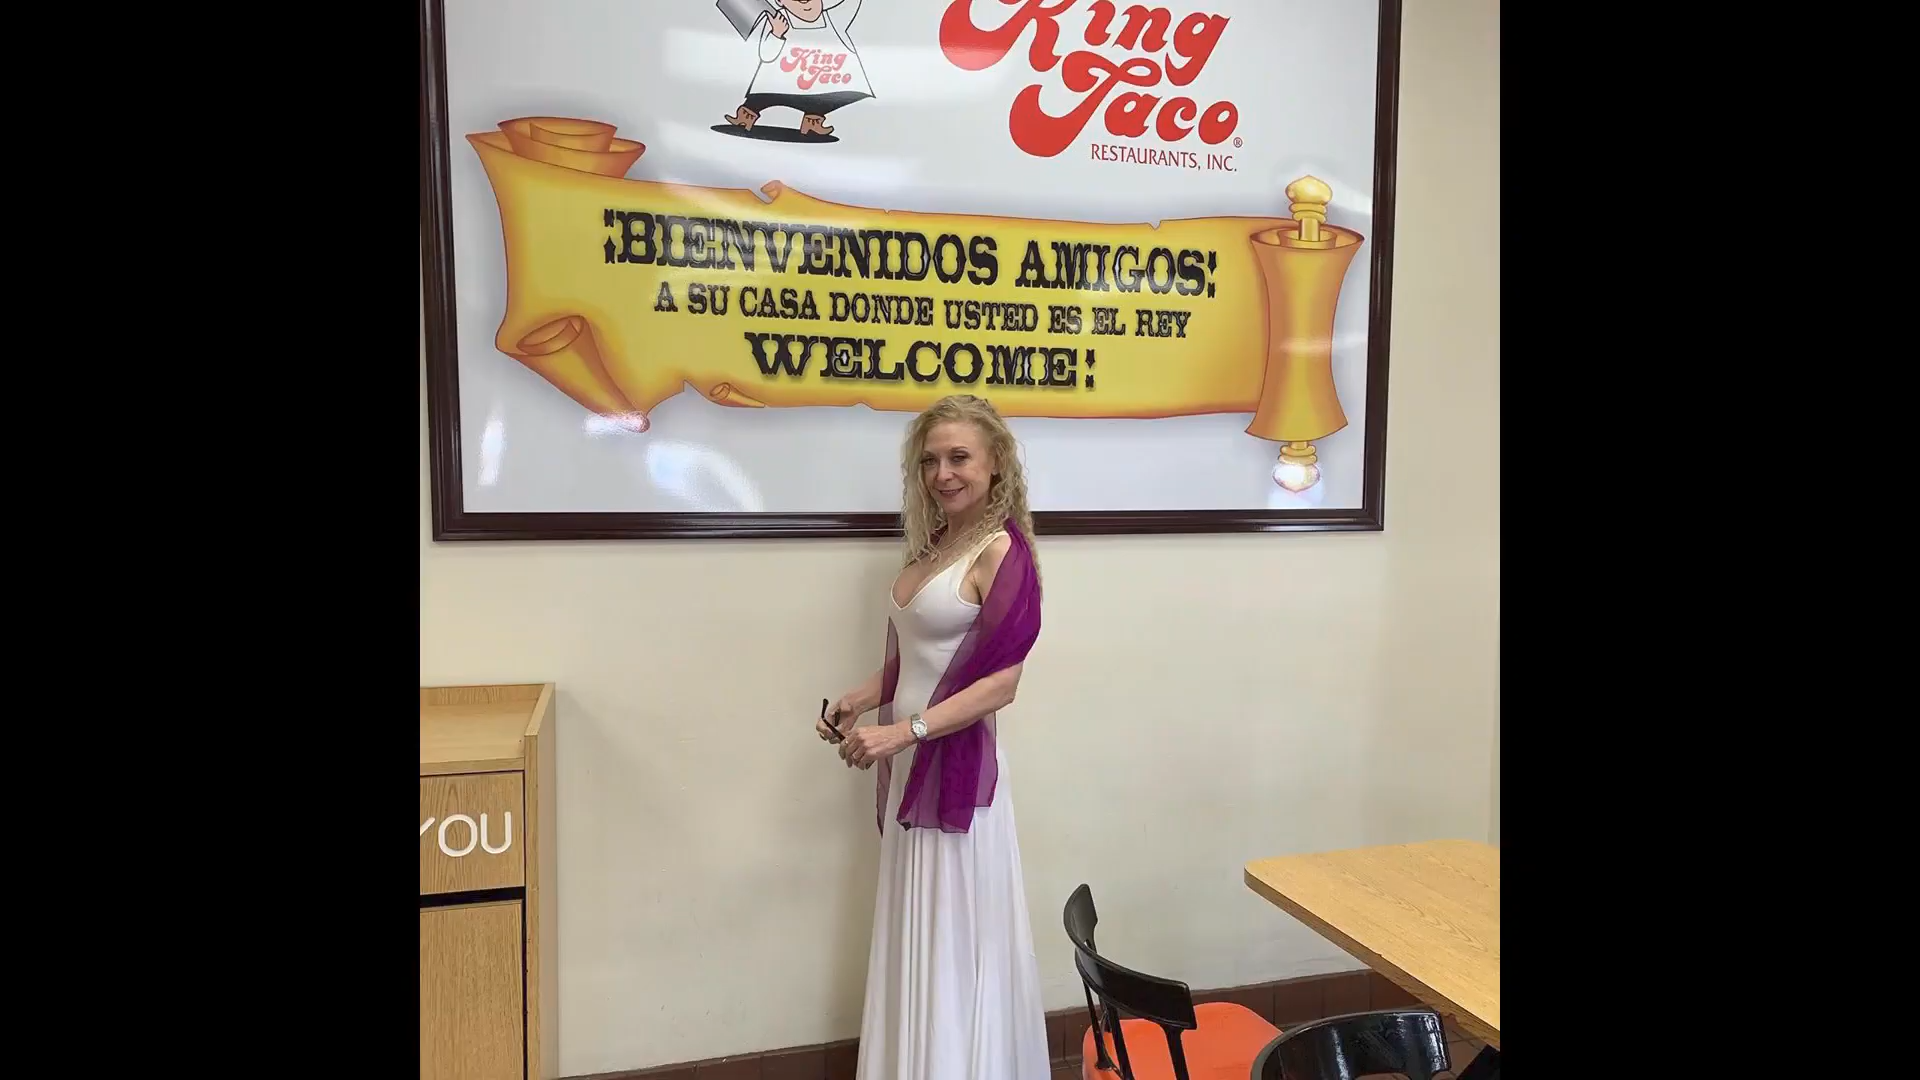 King
Taco
King
Taco®
RESTAURANTS, INC.
¡BIENVENIDOS AMIGOS!
A SU CASA DONDE USTED ES EL REY
WELCOME!
YOU